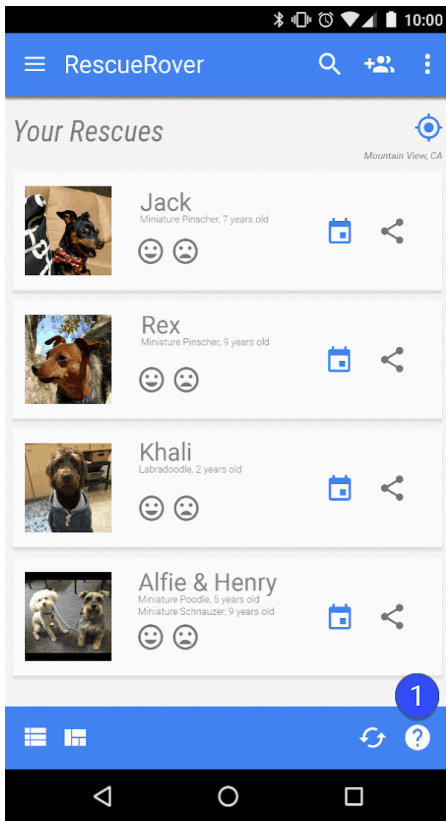 10:00
RescueRover
Your Rescues
Mountain View, CA
Jack
Miniature Pinscher, 7 years old
Rex
Miniature Pinscher, 9 years old
Khali
Labradoodle, 2 years old
Alfie & Henry
Miniature Poodle, 5 years old
Miniature Schnauzer, 9 years old
1
?